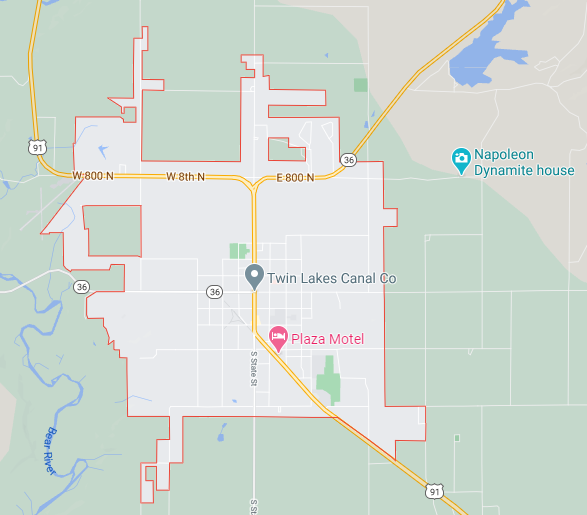 91
36
Napoleon
Dynamite house
W 800 N
W 8th N
E 800 N
Twin Lakes Canal Co
36
36
Plaza Motel
S State St
Bear River
91
S St